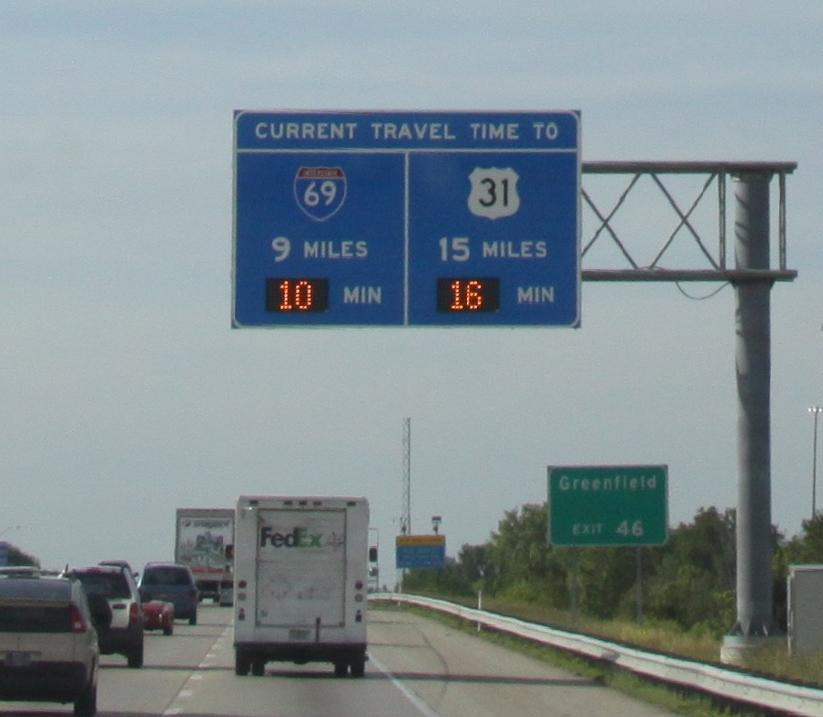 CURRENT TRAVEL TIME TO
INTERSTATE
69
31
9 MILES
15 MILES
10 MIN
16 MIN
Greenfield
EXIT 46
FedEx